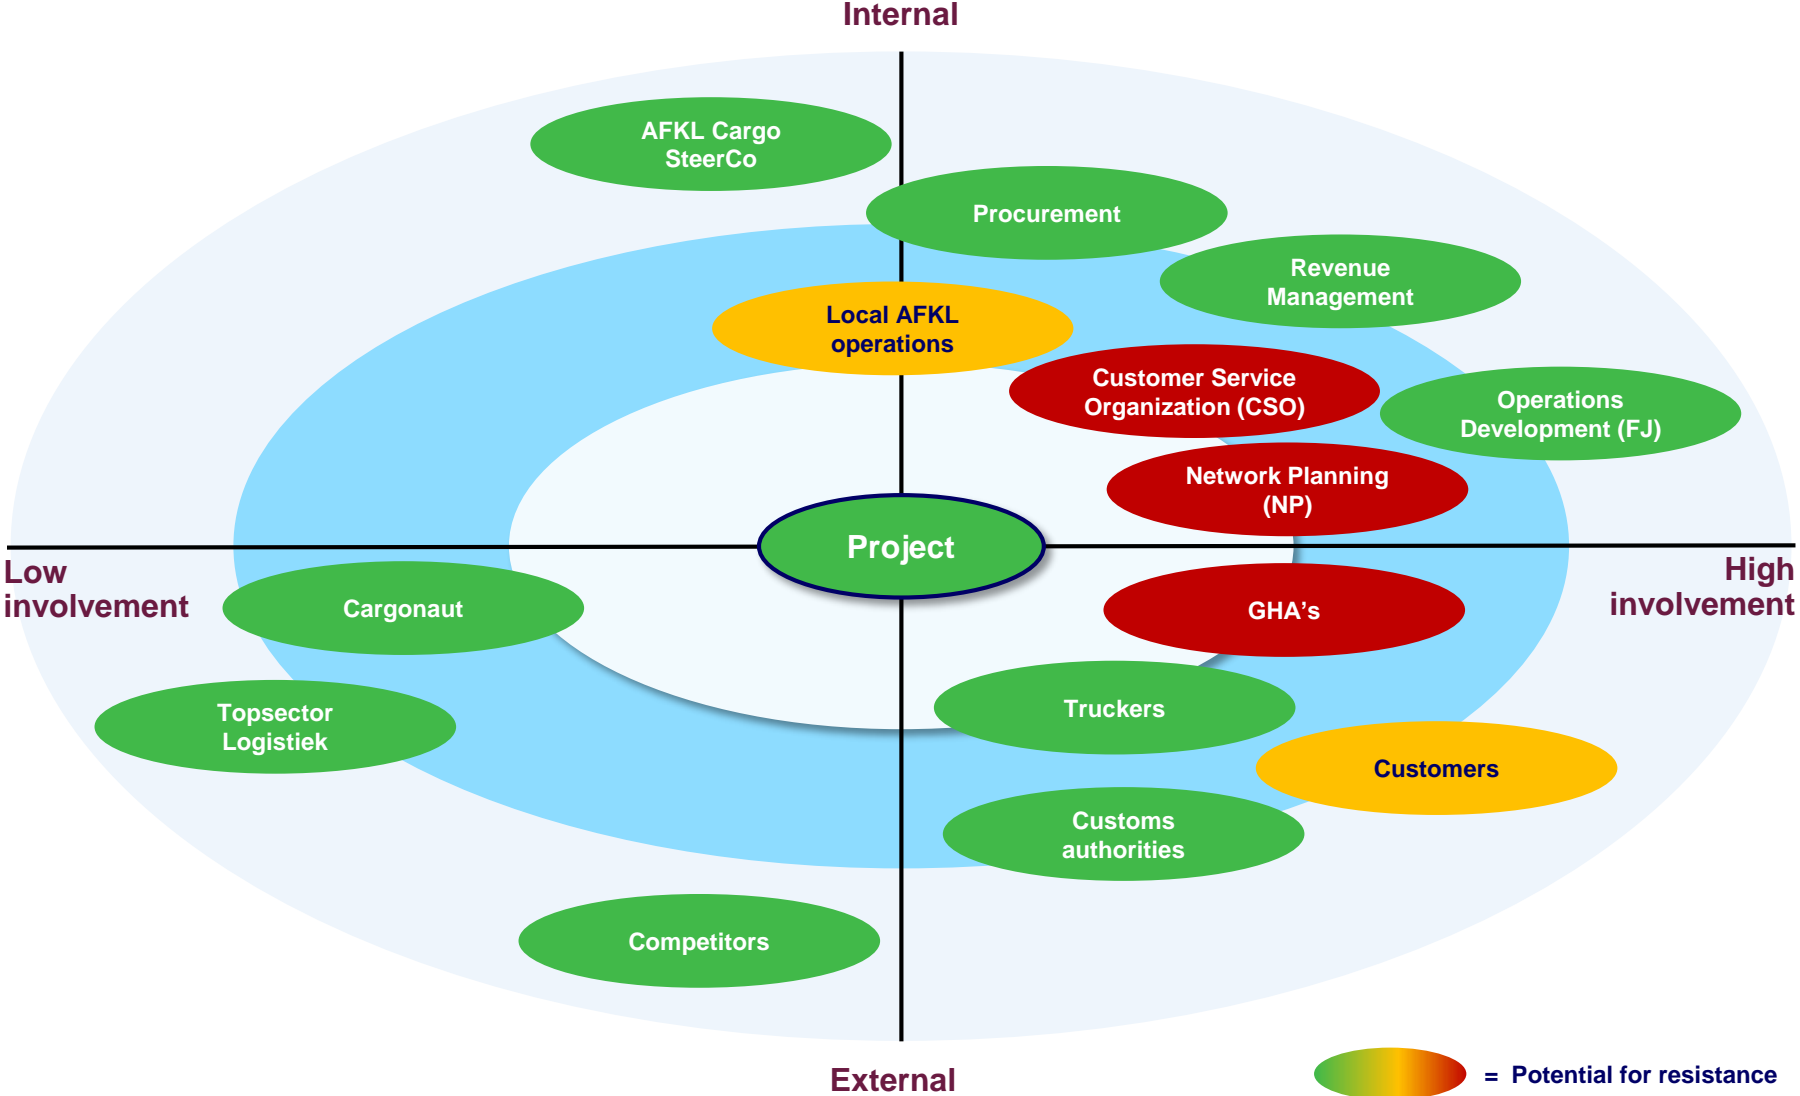 Internal
AFKL Cargo
SteerCo
Procurement
Revenue
Management
Local AFKL
operations
Customer Service
Organization (CSO)
Operations
Development (FJ)
Network Planning
(NP)
Project
Low
involvement
High
involvement
Cargonaut
GHA’s
Topsector
Logistiek
Truckers
Customers
Customs
authorities
Competitors
External
= Potential for resistance